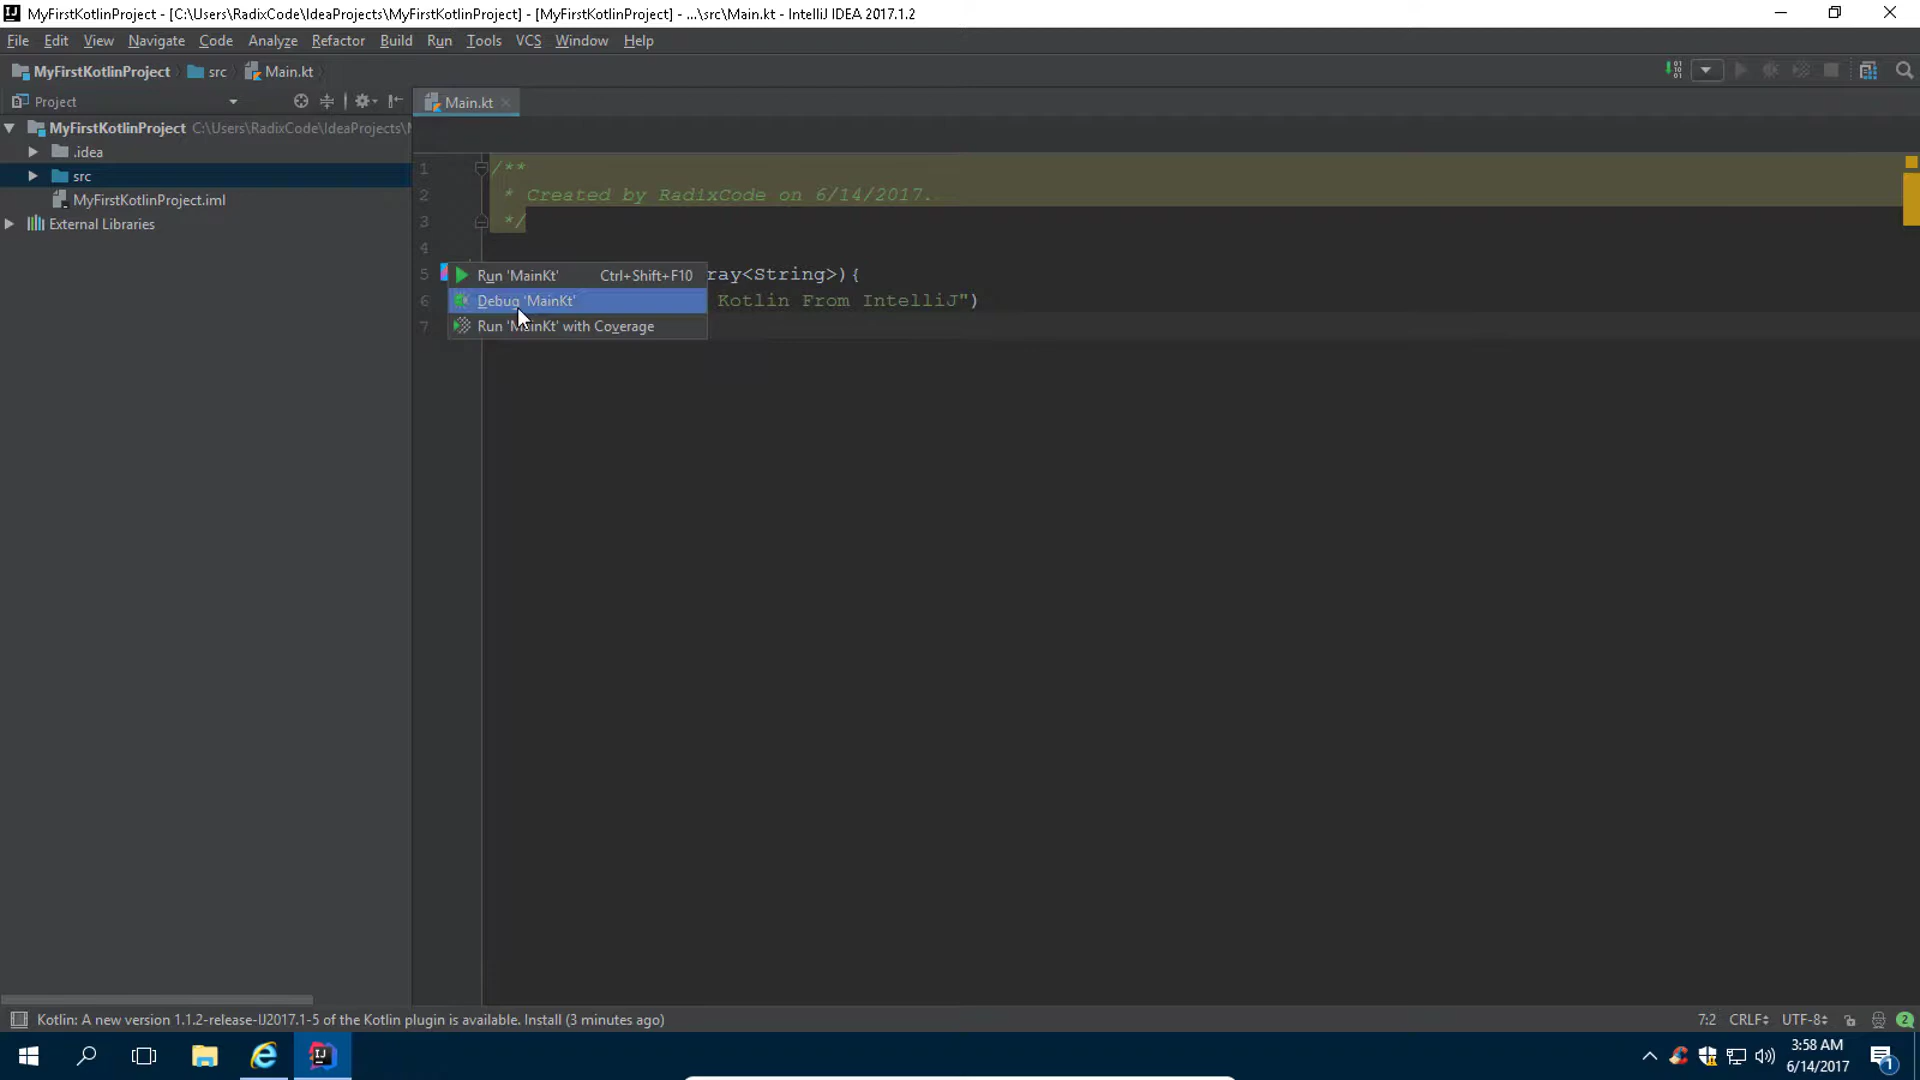 MyFirstKotlinProject - [C:\Users\RadixCode\IdeaProjects\MyFirstKotlinProject] - [MyFirstKotlinProject] - ...\src\Main.kt - IntelliJ IDEA 2017.1.2
File Edit View Navigate Code Analyze Refactor Build Run Tools VCS Window Help
MyFirstKotlinProject src Main.kt
Project Main.kt
MyFirstKotlinProject C:\Users\RadixCode\IdeaProjects\
.idea
src
MyFirstKotlinProject.iml
External Libraries
1 /**
2 * Created by RadixCode on 6/14/2017.
3 */
4
5 ray<String>){
6 Kotlin From IntelliJ")
7
Run 'MainKt' Ctrl+Shift+F10
Debug 'MainKt'
Run 'MainKt' with Coverage
Kotlin: A new version 1.1.2-release-IJ2017.1-5 of the Kotlin plugin is available. Install (3 minutes ago)
7:2 CRLF UTF-8 2
3:58 AM
6/14/2017
1